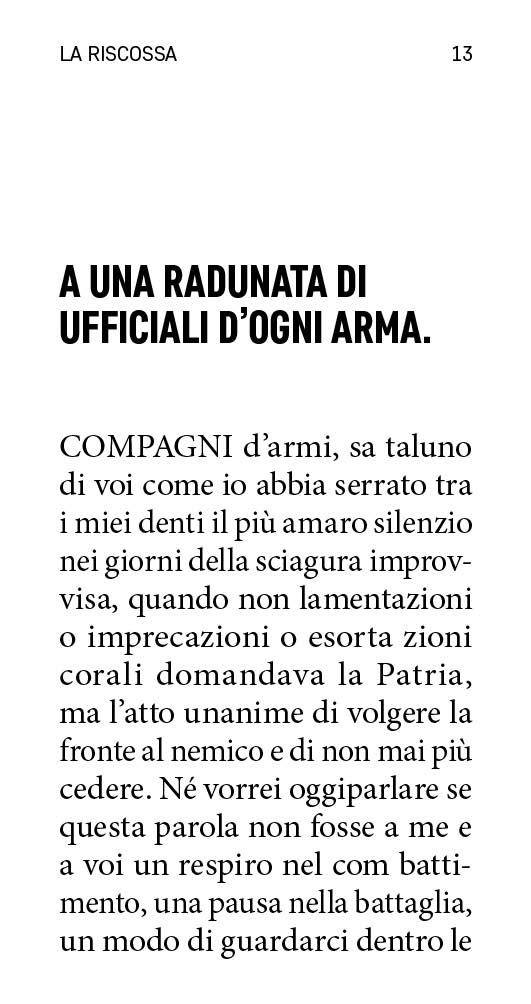 LA RISCOSSA 13
A UNA RADUNATA DI
UFFICIALI D’OGNI ARMA.
COMPAGNI d’armi, sa taluno
di voi come io abbia serrato tra
i miei denti il più amaro silenzio
nei giorni della sciagura improv-
visa, quando non lamentazioni
o imprecazioni o esorta zioni
corali domandava la Patria,
ma l’atto unanime di volgere la
fronte al nemico e di non mai più
cedere. Né vorrei oggiparlare se
questa parola non fosse a me e
a voi un respiro nel com batti-
mento, una pausa nella battaglia,
un modo di guardarci dentro le